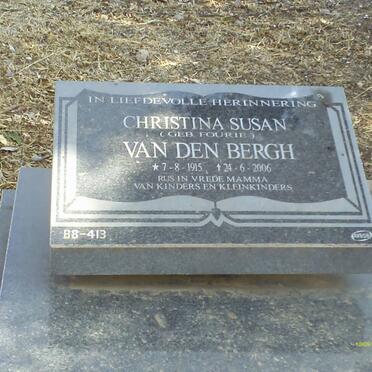 IN LIEFDEVOLLE HERINNERING
CHRISTINA SUSAN
( GEB. FOURIE )
VAN DEN BERGH
★ 7 - 8 - 1915 ✝ 24 - 6 - 2006
RUS IN VREDE MAMMA
VAN KINDERS EN KLEINKINDERS
B8-413